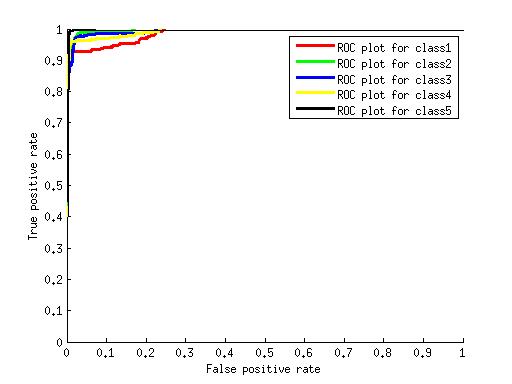 1
0.9
0.8
0.7
0.6
0.5
0.4
0.3
0.2
0.1
0
True positive rate
ROC plot for class1
ROC plot for class2
ROC plot for class3
ROC plot for class4
ROC plot for class5
0 0.1 0.2 0.3 0.4 0.5 0.6 0.7 0.8 0.9 1
False positive rate